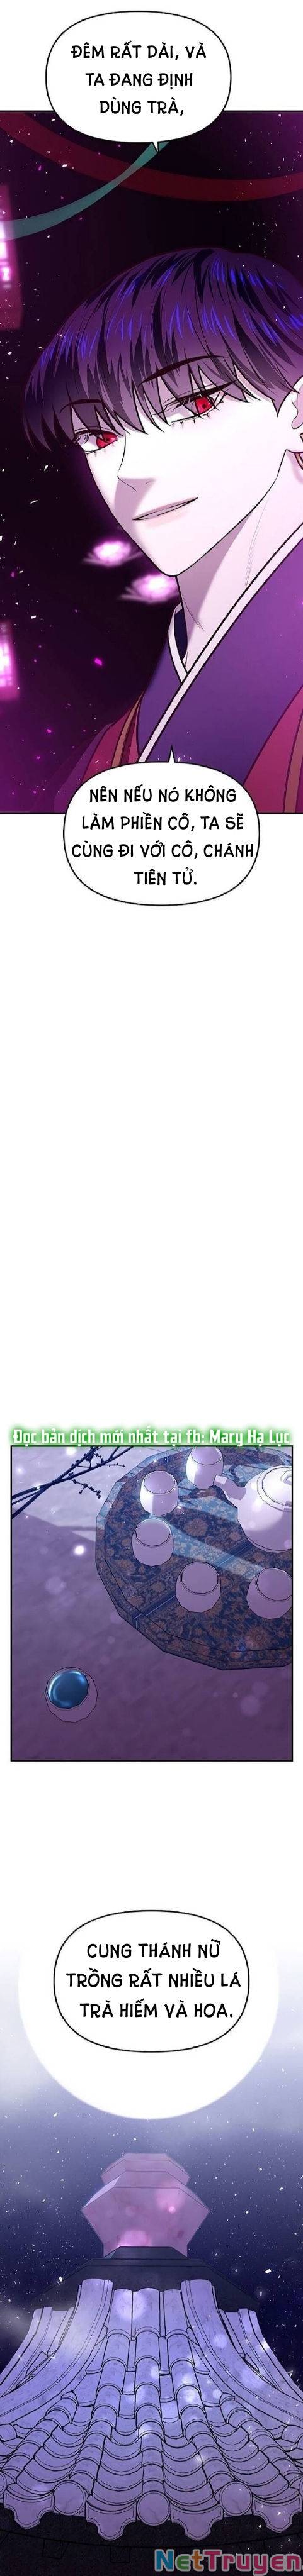 ĐÊM RẤT DÀI, VÀ
TA ĐANG ĐỊNH
DÙNG TRÀ,
NÊN NẾU NÓ KHÔNG
LÀM PHIỀN CÔ, TA SẼ
CÙNG ĐI VỚI CÔ, CHÁNH
TIÊN TỬ.
Đọc bản dịch mới nhất tại fb: Mary Hạ Lục
CUNG THÁNH NỮ
TRỒNG RẤT NHIỀU LÁ
TRÀ HIẾM VÀ HOA.
NetTruyen